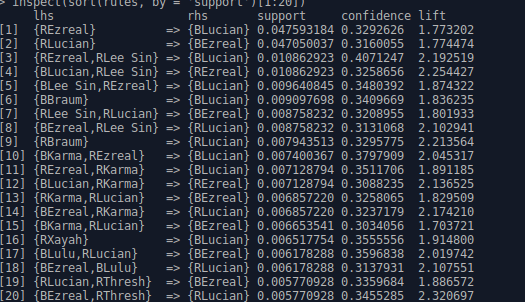 > inspect(sort(rules, by = 'support')[1:20])
lhs rhs support confidence lift
[1] {REzreal} => {BLucian} 0.047593184 0.3292626 1.773202
[2] {RLucian} => {BEzreal} 0.047050037 0.3160055 1.774474
[3] {REzreal,RLee Sin} => {BLucian} 0.010862923 0.4071247 2.192519
[4] {BLucian,RLee Sin} => {REzreal} 0.010862923 0.3258656 2.254427
[5] {BLee Sin,REzreal} => {BLucian} 0.009640845 0.3480392 1.874322
[6] {BBraum} => {BLucian} 0.009097698 0.3409669 1.836235
[7] {RLee Sin,RLucian} => {BEzreal} 0.008758232 0.3208955 1.801933
[8] {BEzreal,RLee Sin} => {RLucian} 0.008758232 0.3131068 2.102941
[9] {RBraum} => {RLucian} 0.007943513 0.3295775 2.213564
[10] {BKarma,REzreal} => {BLucian} 0.007400367 0.3797909 2.045317
[11] {REzreal,RKarma} => {BLucian} 0.007128794 0.3511706 1.891185
[12] {BLucian,RKarma} => {REzreal} 0.007128794 0.3088235 2.136525
[13] {RKarma,RLucian} => {BEzreal} 0.006857220 0.3258065 1.829509
[14] {BEzreal,RKarma} => {RLucian} 0.006857220 0.3237179 2.174210
[15] {BKarma,RLucian} => {BEzreal} 0.006653541 0.3034056 1.703721
[16] {RXayah} => {BLucian} 0.006517754 0.3555556 1.914800
[17] {BLulu,RLucian} => {BEzreal} 0.006178288 0.3596838 2.019742
[18] {BEzreal,BLulu} => {RLucian} 0.006178288 0.3137931 2.107551
[19] {RLucian,RThresh} => {BEzreal} 0.005770928 0.3359684 1.886572
[20] {BEzreal,RThresh} => {RLucian} 0.005770928 0.3455285 2.320697